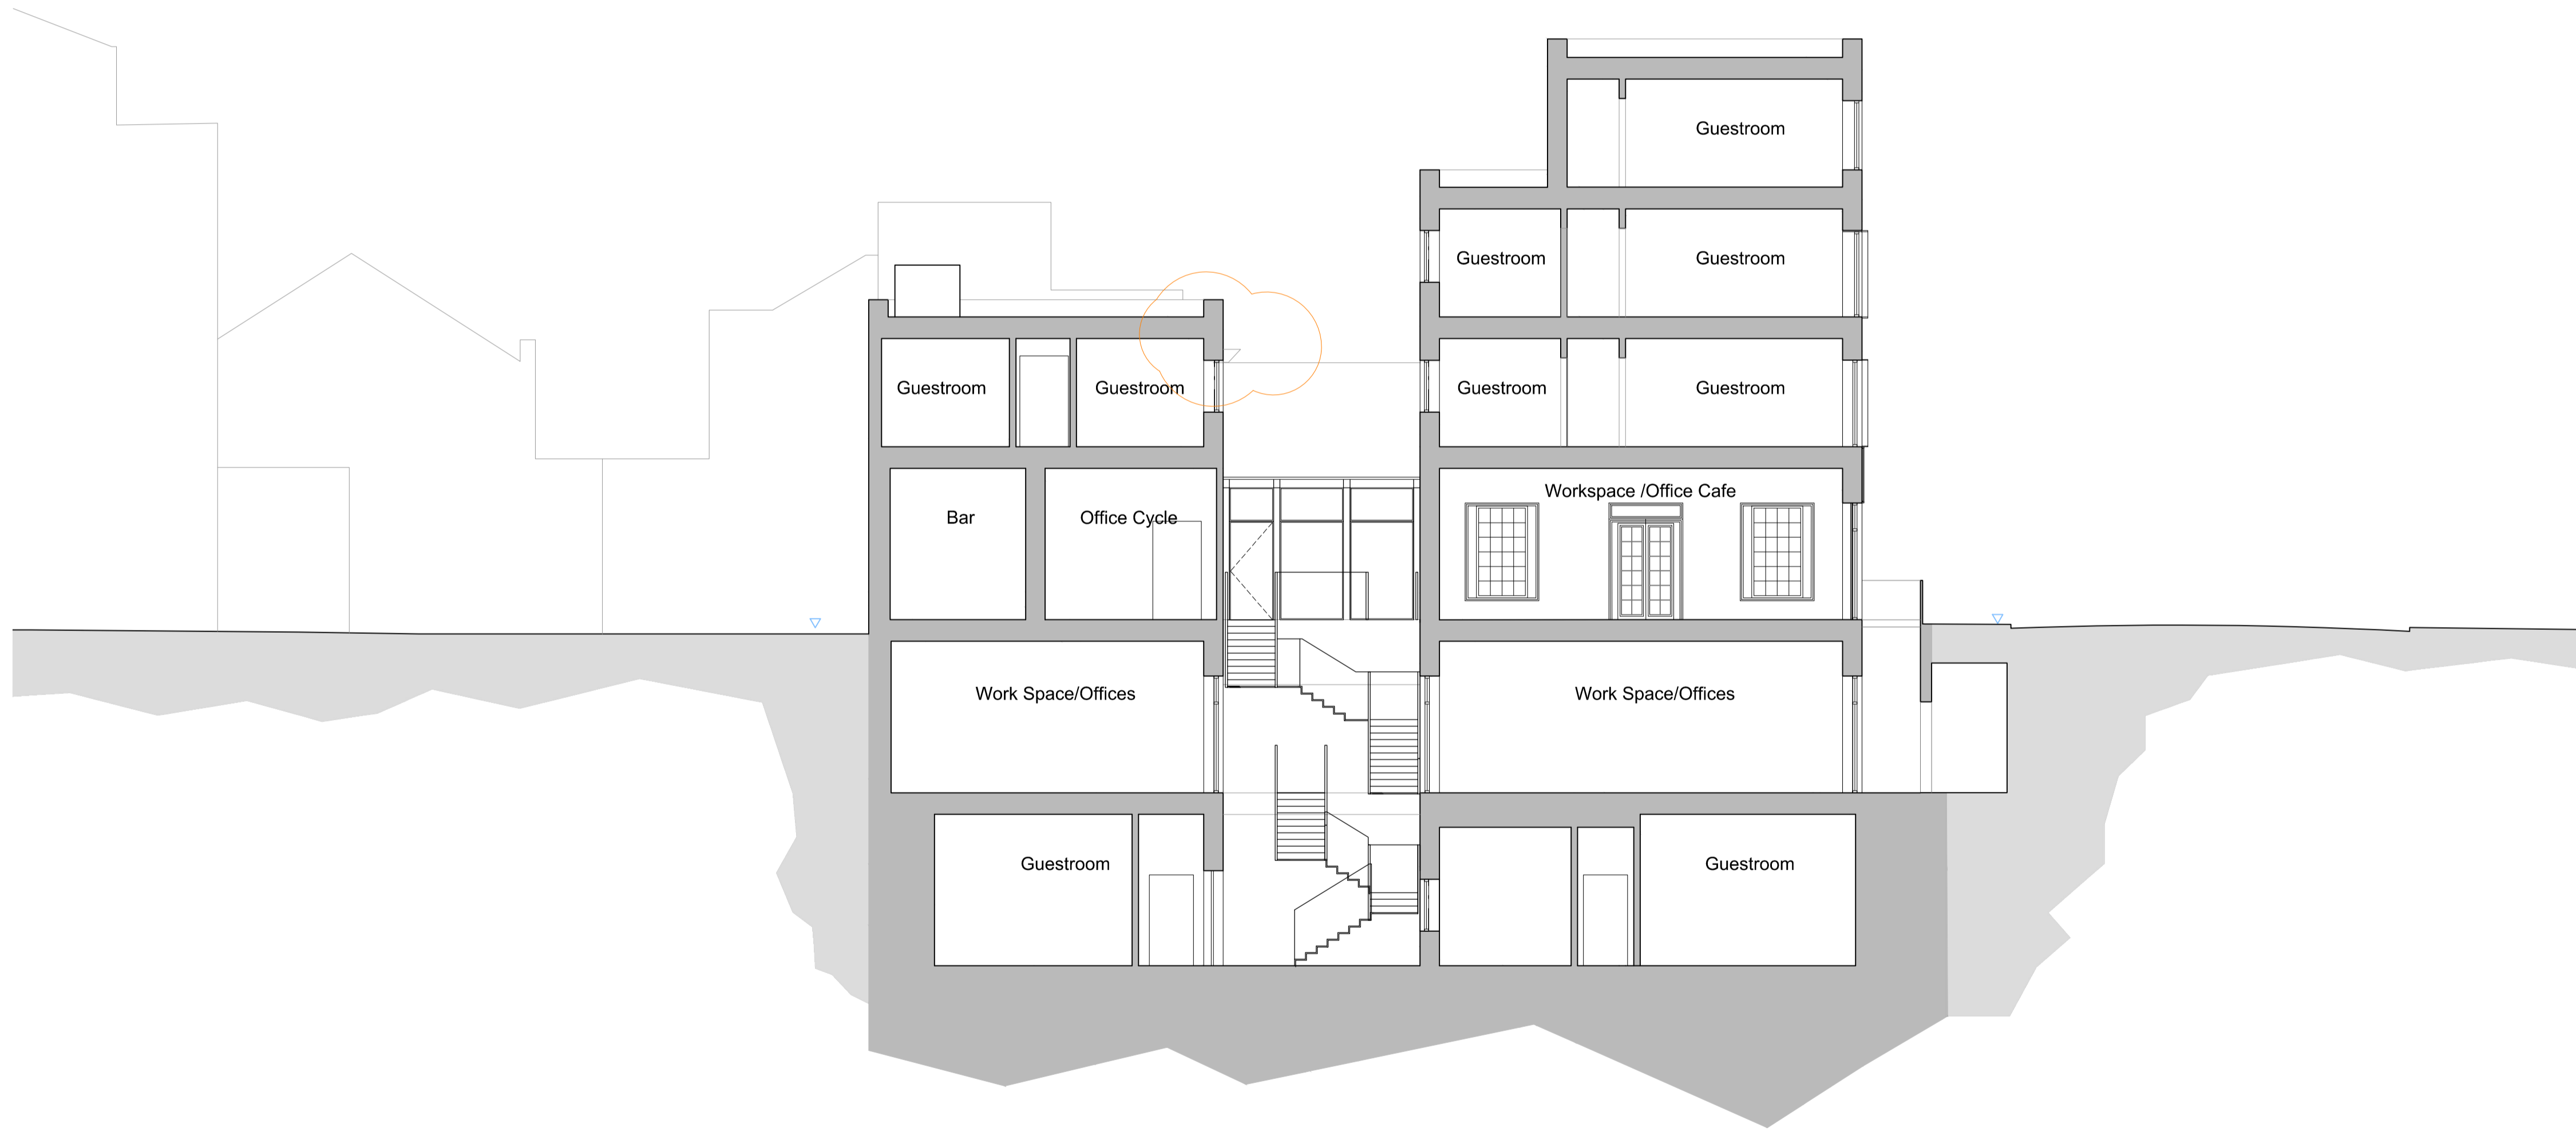 Guestroom
Guestroom
Guestroom
Guestroom
Guestroom
Guestroom
Guestroom
Workspace /Office Cafe
Bar
Office Cycle
Work Space/Offices
Work Space/Offices
Guestroom
Guestroom